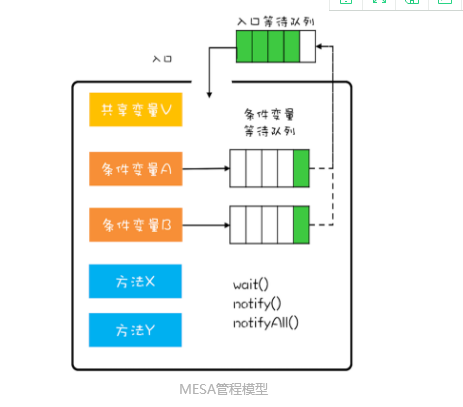 入口等待队列
入口
共享变量V
条件变量
等待队列
条件变量A
条件变量B
方法X
wait()
notify()
notifyAll()
方法Y
MESA管程模型